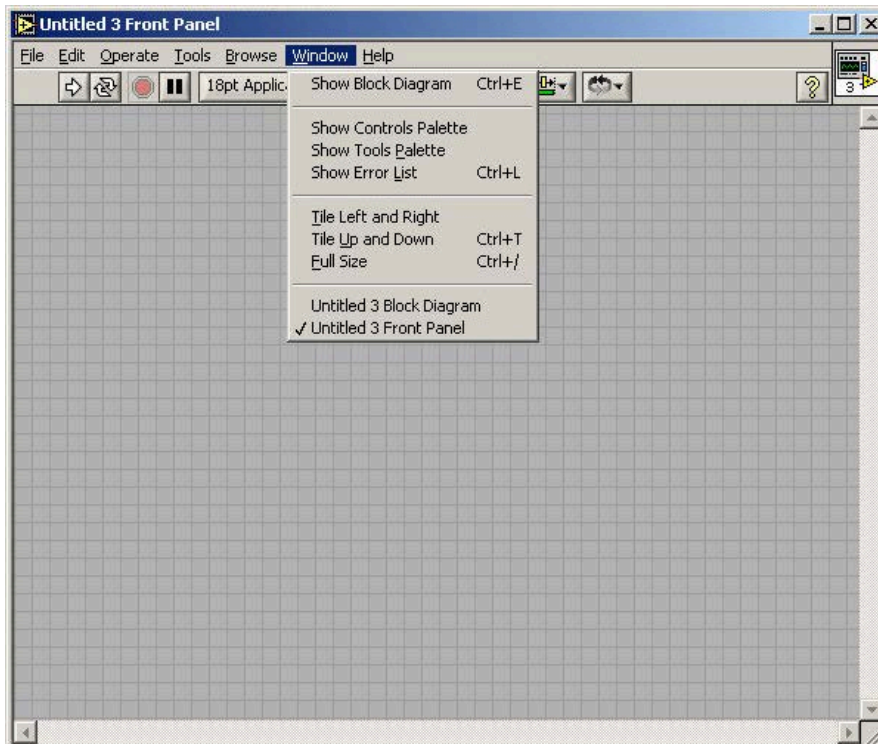 Untitled 3 Front Panel
File Edit Operate Tools Browse Window Help
18pt Applic
3
Show Block Diagram Ctrl+E
Show Controls Palette
Show Tools Palette
Show Error List Ctrl+L
Tile Left and Right
Tile Up and Down Ctrl+T
Full Size Ctrl+/
Untitled 3 Block Diagram
✓ Untitled 3 Front Panel